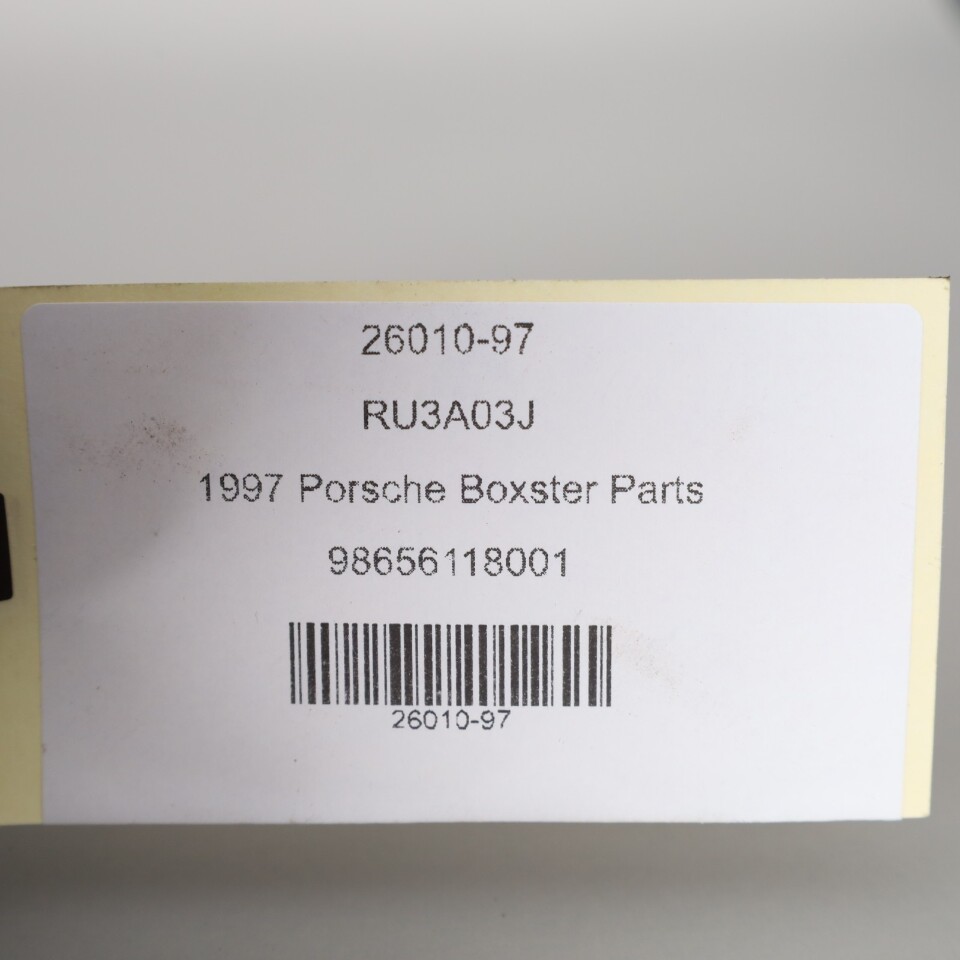 26010-97
RU3A03J
1997 Porsche Boxster Parts
98656118001
26010-97